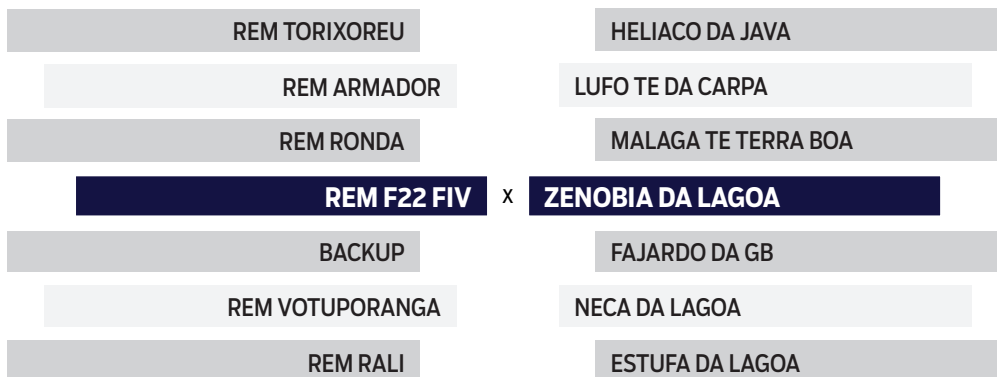 REM TORIXOREU HELIACO DA JAVA
REM ARMADOR LUFO TE DA CARPA
REM RONDA MALAGA TE TERRA BOA
REM F22 FIV X ZENOBIA DA LAGOA
BACKUP FAJARDO DA GB
REM VOTUPORANGA NECA DA LAGOA
REM RALI ESTUFA DA LAGOA